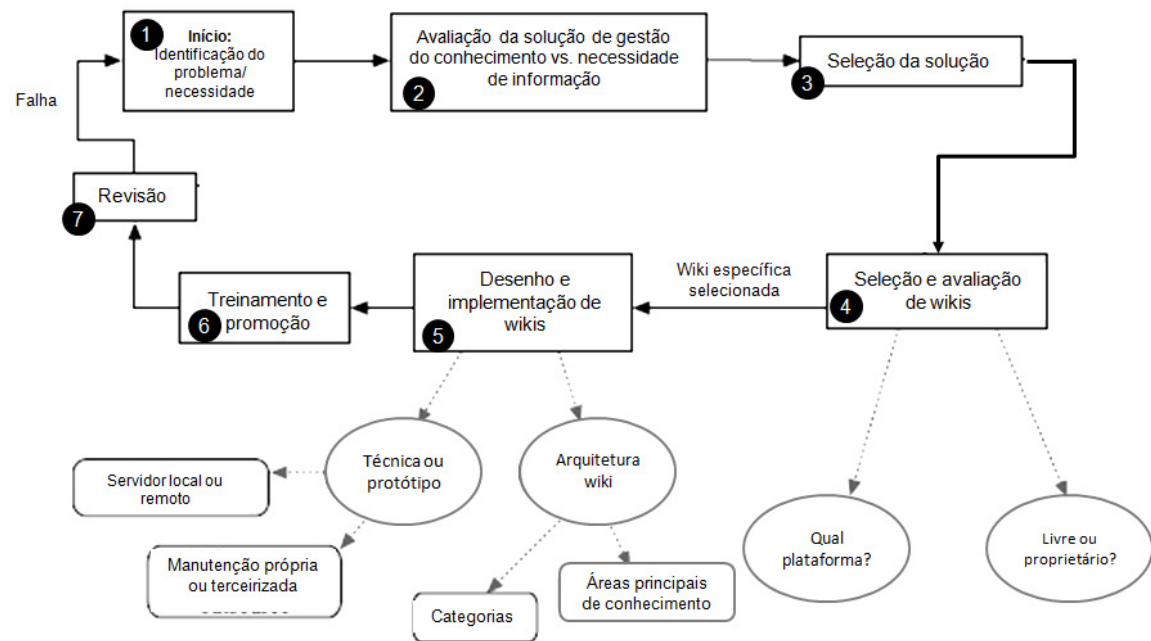 1
Início:
Identificação do
problema/
necessidade
Avaliação da solução de gestão
do conhecimento vs. necessidade
de informação
2
Seleção da solução
3
Falha
Revisão
7
Treinamento e
promoção
6
Desenho e
implementação de
wikis
5
Wiki específica
selecionada
Seleção e avaliação
de wikis
4
Técnica ou
protótipo
Arquitetura
wiki
Servidor local ou
remoto
Manutenção própria
ou terceirizada
Categorias
Áreas principais
de conhecimento
Qual
plataforma?
Livre ou
proprietário?